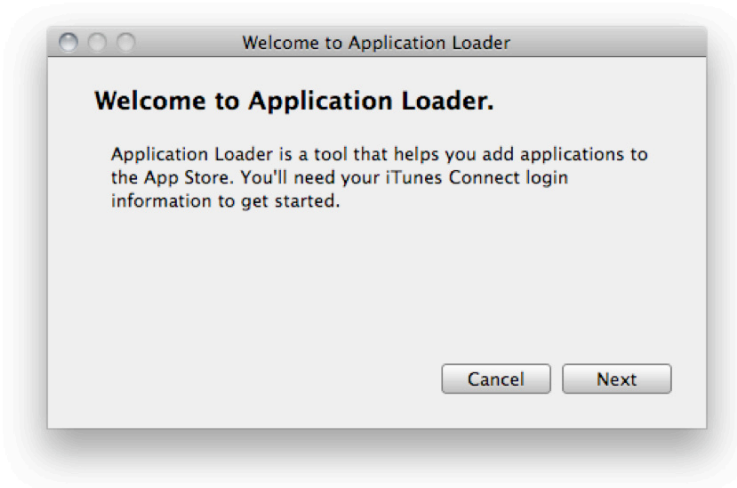 Welcome to Application Loader
Welcome to Application Loader.
Application Loader is a tool that helps you add applications to
the App Store. You'll need your iTunes Connect login
information to get started.
Cancel Next